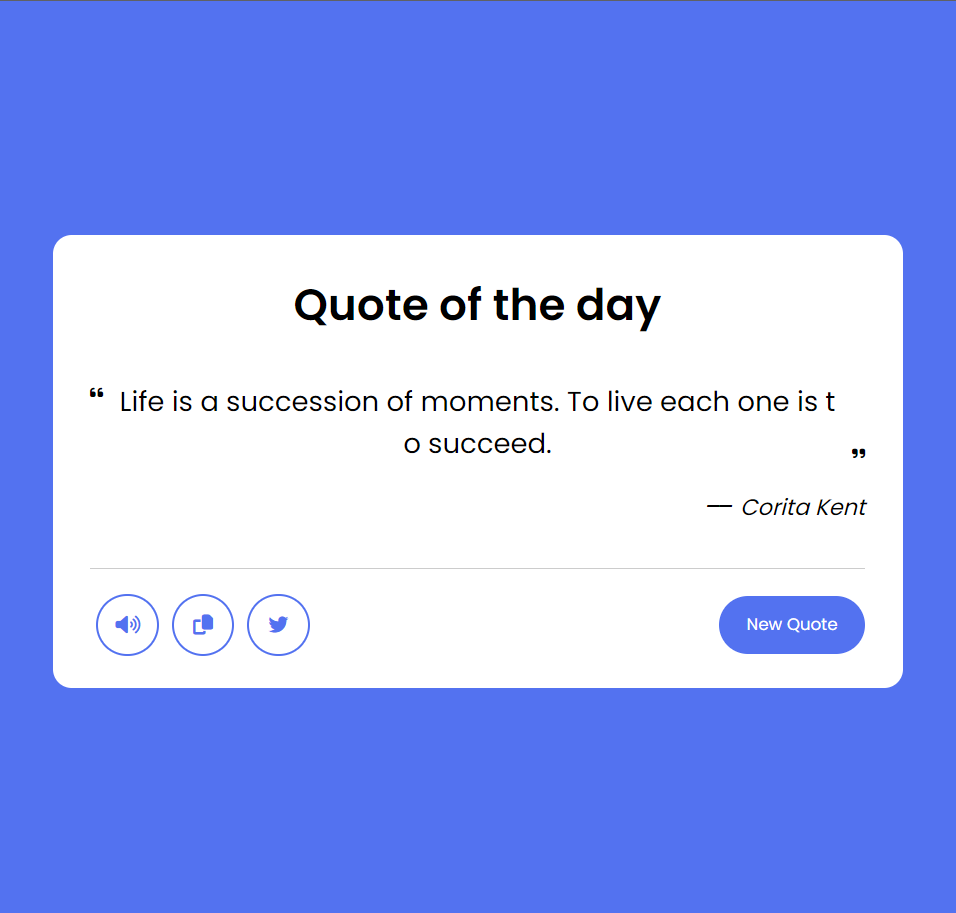 Quote of the day
“ Life is a succession of moments. To live each one is t
o succeed. ”
— Corita Kent
New Quote